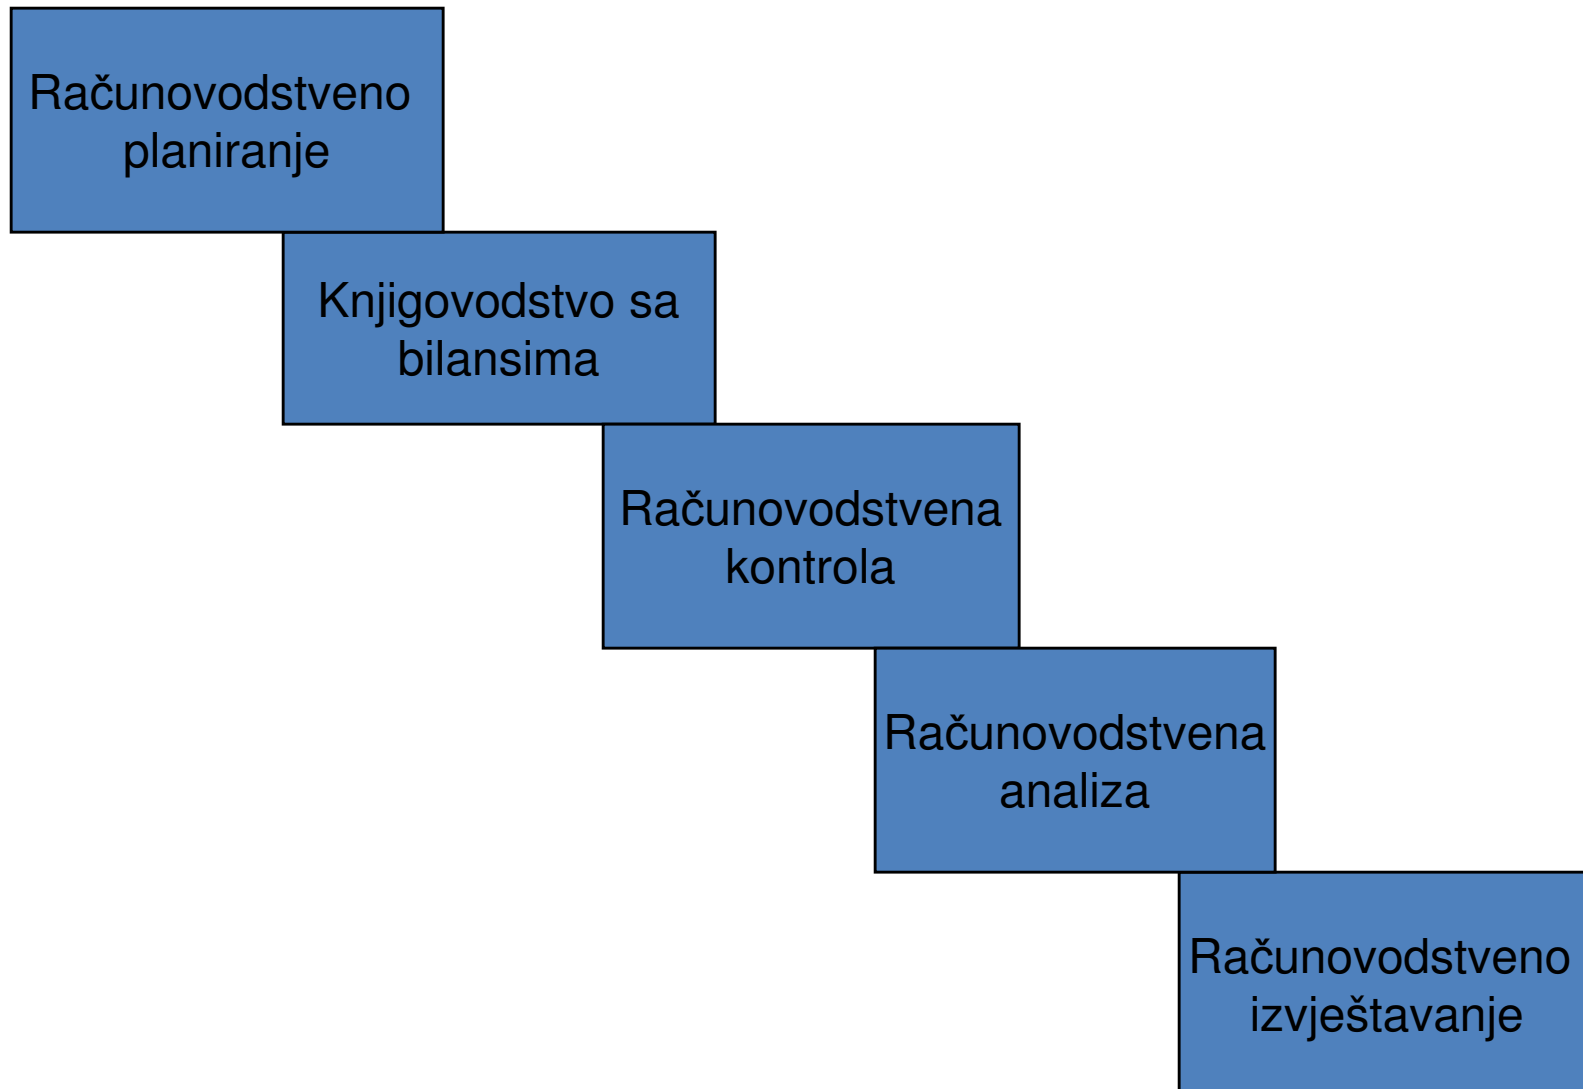 Računovodstveno
planiranje
Knjigovodstvo sa
bilansima
Računovodstvena
kontrola
Računovodstvena
analiza
Računovodstveno
izvještavanje